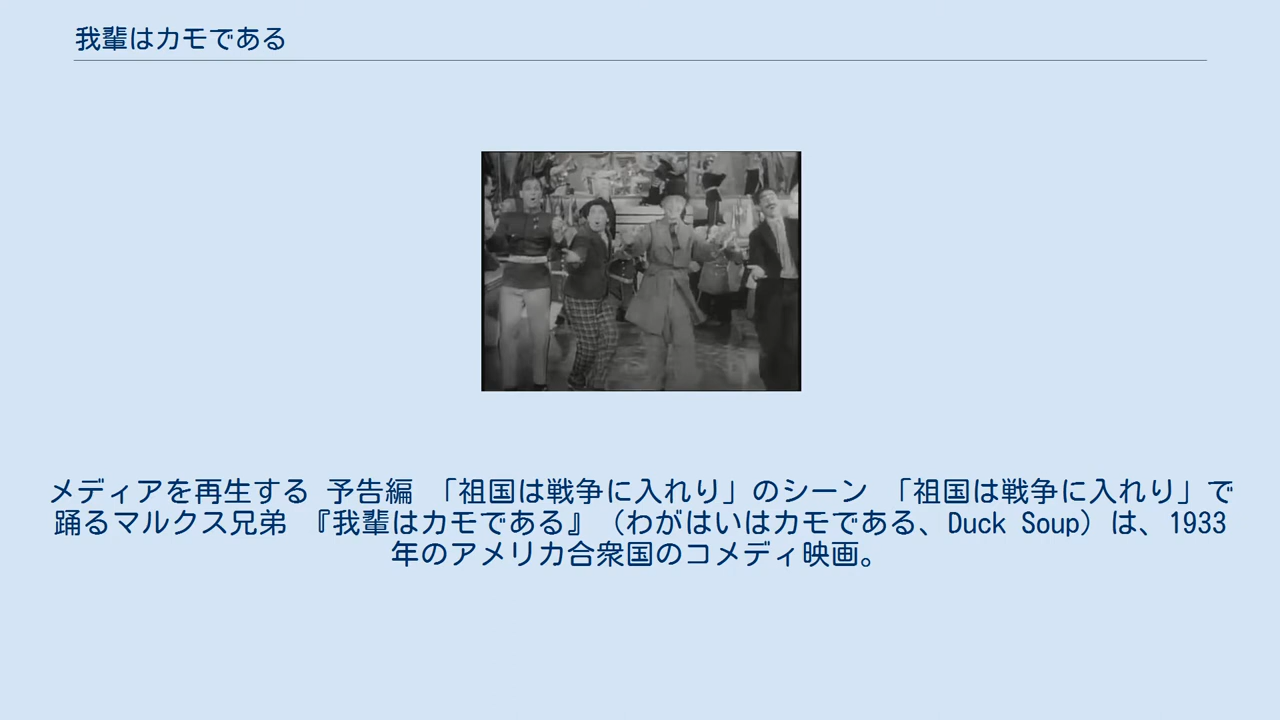 我輩はカモである
メディアを再生する 予告編 「祖国は戦争に入れり」のシーン 「祖国は戦争に入れり」で
踊るマルクス兄弟 『我輩はカモである』（わがはいはカモである、Duck Soup）は、1933
年のアメリカ合衆国のコメディ映画。